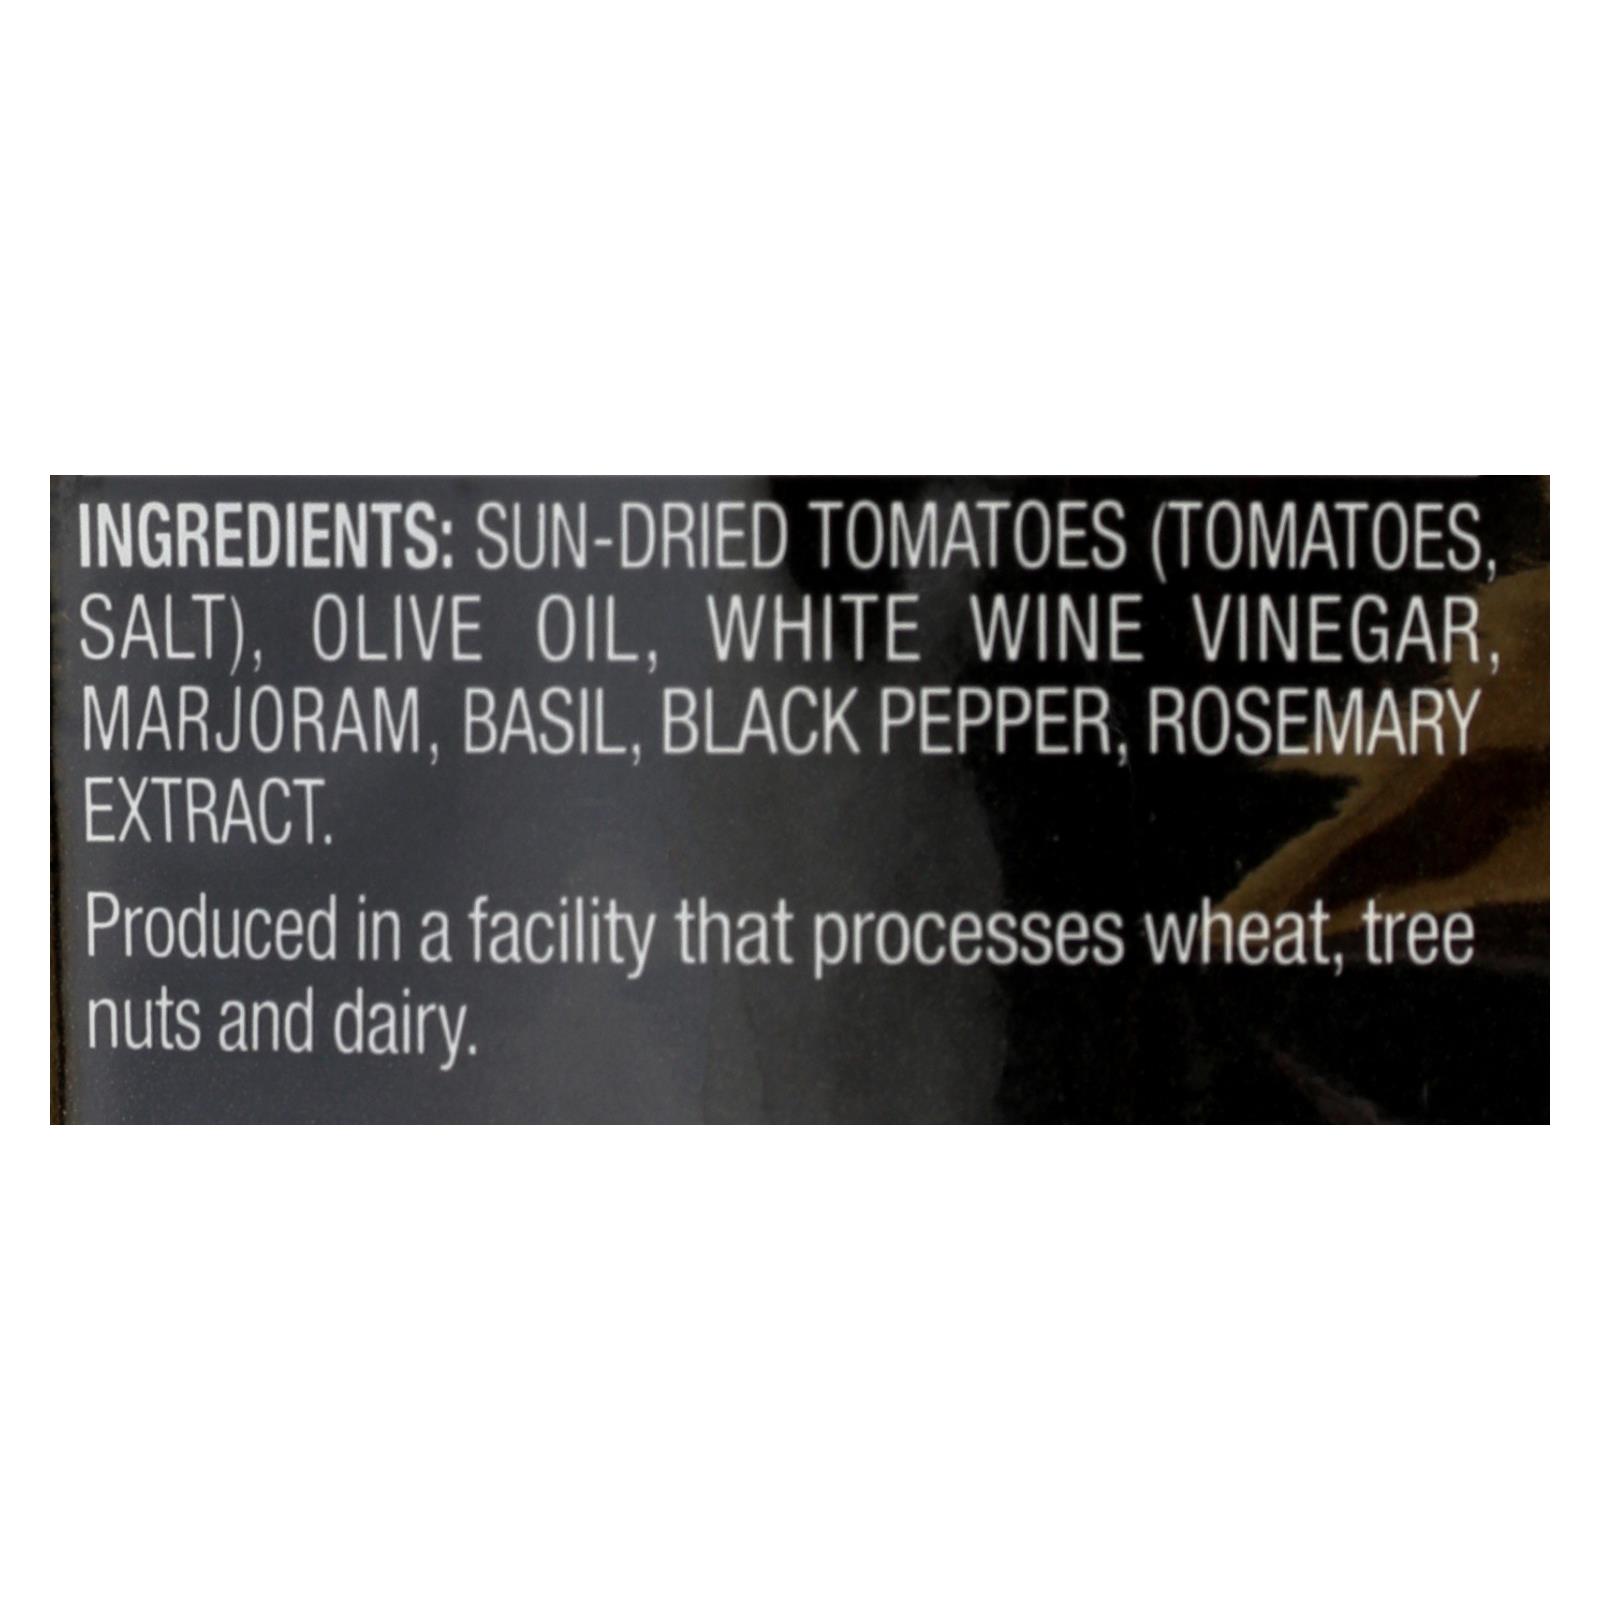 INGREDIENTS: SUN-DRIED TOMATOES (TOMATOES,
SALT), OLIVE OIL, WHITE WINE VINEGAR,
MARJORAM, BASIL, BLACK PEPPER, ROSEMARY
EXTRACT.
Produced in a facility that processes wheat, tree
nuts and dairy.